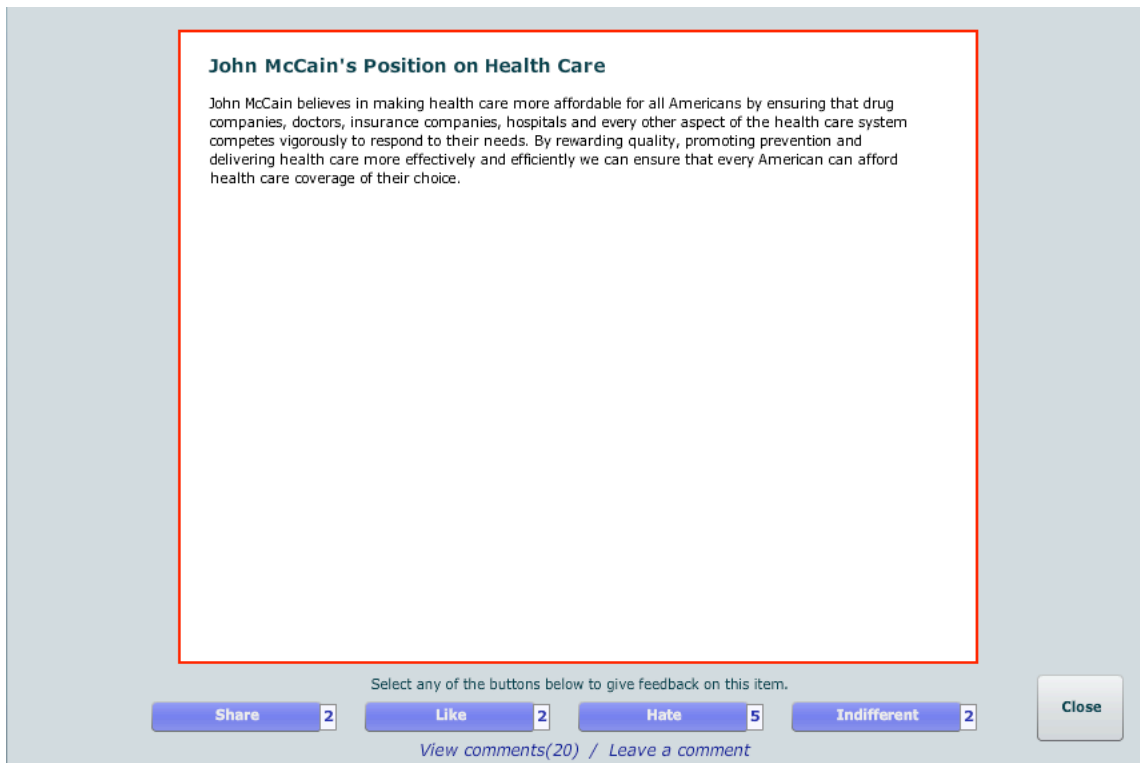 John McCain's Position on Health Care
John McCain believes in making health care more affordable for all Americans by ensuring that drug
companies, doctors, insurance companies, hospitals and every other aspect of the health care system
competes vigorously to respond to their needs. By rewarding quality, promoting prevention and
delivering health care more effectively and efficiently we can ensure that every American can afford
health care coverage of their choice.
Select any of the buttons below to give feedback on this item.
Share 2 Like 2 Hate 5 Indifferent 2
Close
View comments(20) / Leave a comment